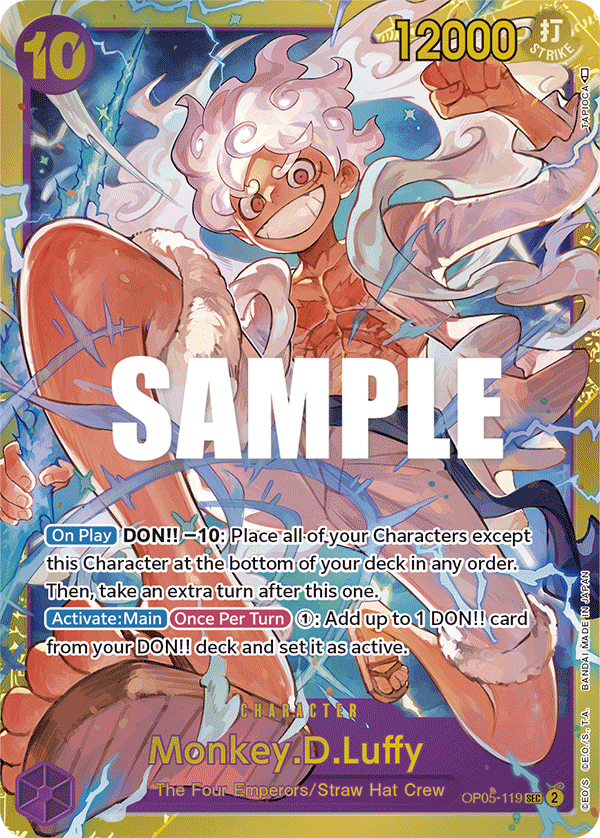 10
12000
打
STRIKE
TAPIOCA
SAMPLE
On Play DON!! −10: Place all of your Characters except
this Character at the bottom of your deck in any order.
Then, take an extra turn after this one.
Activate:Main Once Per Turn ①: Add up to 1 DON!! card
from your DON!! deck and set it as active.
CHARACTER
Monkey.D.Luffy
The Four Emperors/Straw Hat Crew
OP05-119 SEC 2
©E.O/S ©E.O./S., T.A. BANDAI MADE IN JAPAN